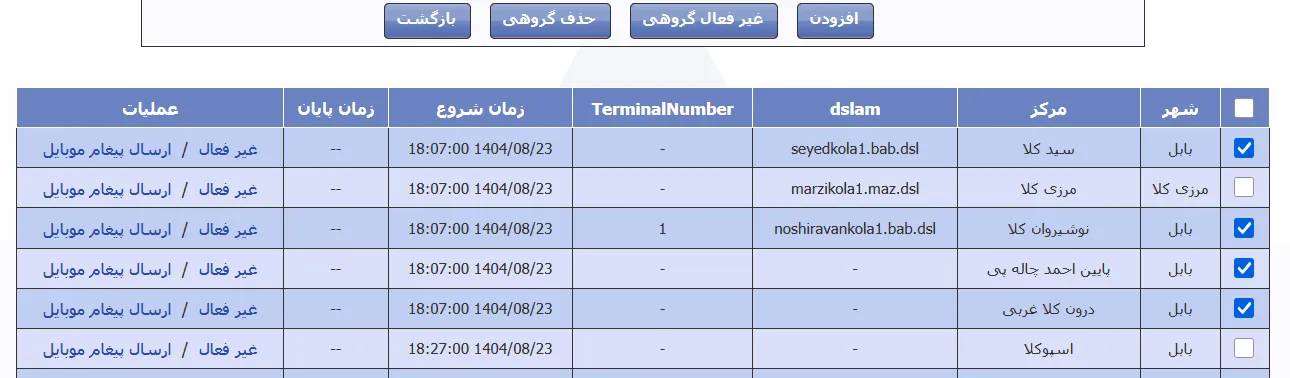 افزودن غیر فعال گروهی حذف گروهی بازگشت
شهر مرکز dslam TerminalNumber زمان شروع زمان پایان عملیات
بابل سید کلا seyedkola1.bab.dsl - 1404/08/23 18:07:00 -- غیر فعال / ارسال پیغام موبایل
مرزی کلا مرزی کلا marzikola1.maz.dsl - 1404/08/23 18:07:00 -- غیر فعال / ارسال پیغام موبایل
بابل نوشیروان کلا noshiravankola1.bab.dsl 1 1404/08/23 18:07:00 -- غیر فعال / ارسال پیغام موبایل
بابل پایین احمد چاله پی - - 1404/08/23 18:07:00 -- غیر فعال / ارسال پیغام موبایل
بابل درون کلا غربی - - 1404/08/23 18:07:00 -- غیر فعال / ارسال پیغام موبایل
بابل اسپوکلا - - 1404/08/23 18:27:00 -- غیر فعال / ارسال پیغام موبایل